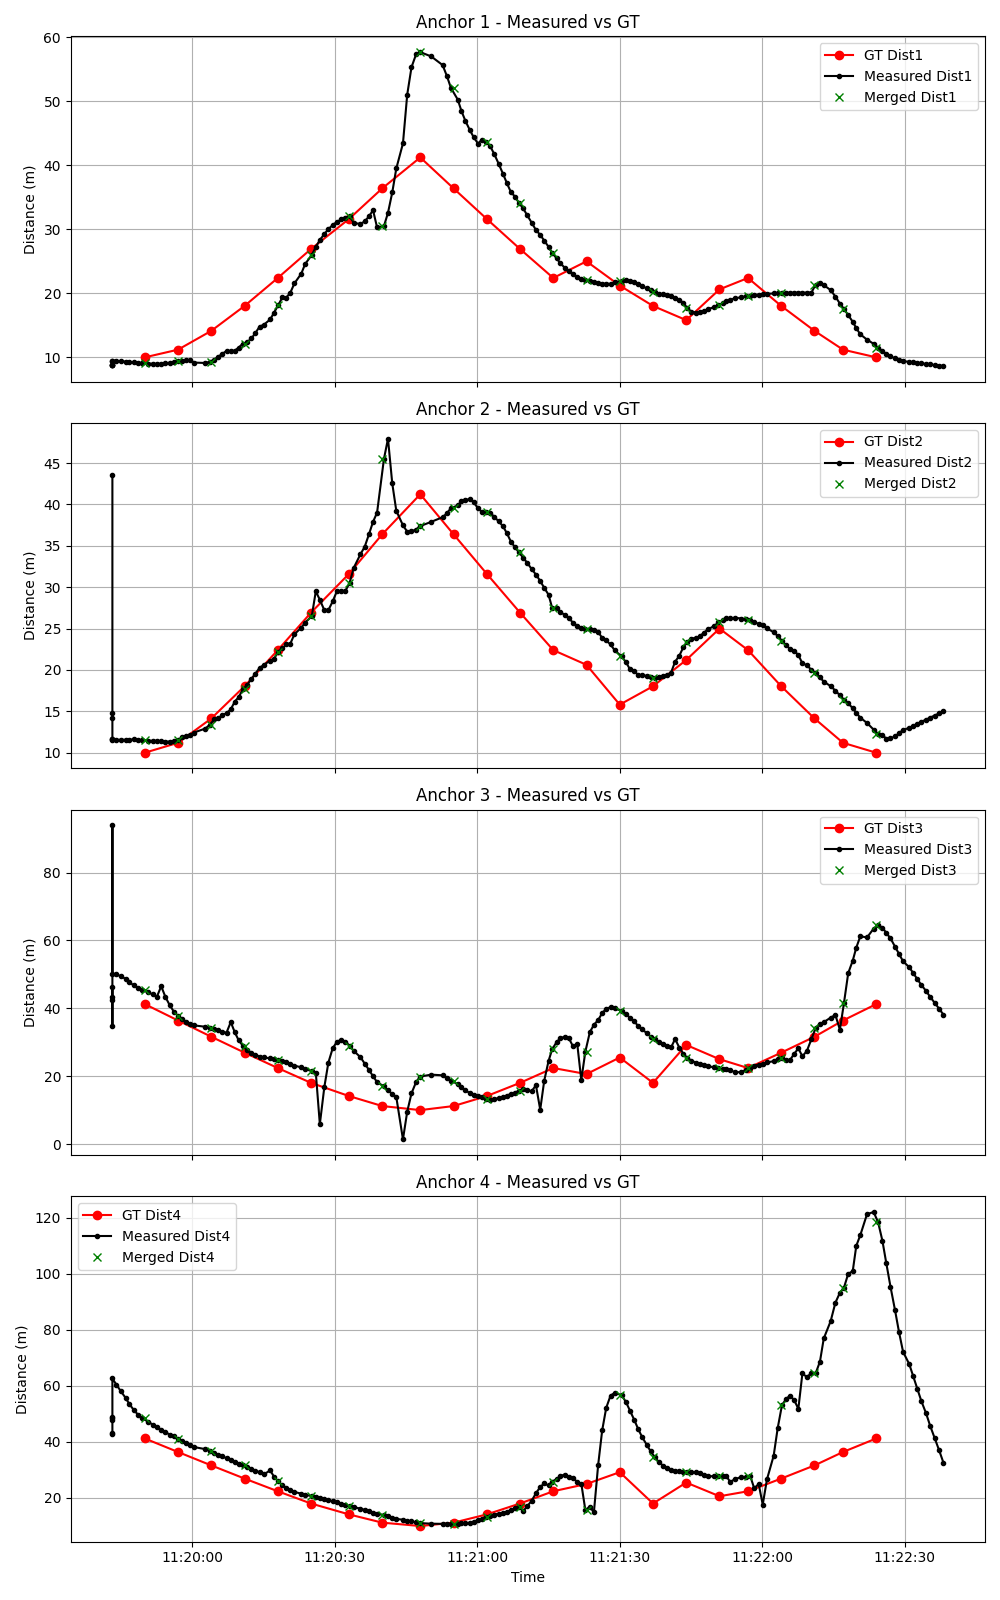 Anchor 1 - Measured vs GT
60
50
40
30
20
10
Distance (m)
GT Dist1
Measured Dist1
Merged Dist1
Anchor 2 - Measured vs GT
45
40
35
30
25
20
15
10
Distance (m)
GT Dist2
Measured Dist2
Merged Dist2
Anchor 3 - Measured vs GT
80
60
40
20
0
Distance (m)
GT Dist3
Measured Dist3
Merged Dist3
Anchor 4 - Measured vs GT
120
100
80
60
40
20
Distance (m)
GT Dist4
Measured Dist4
Merged Dist4
11:20:00 11:20:30 11:21:00 11:21:30 11:22:00 11:22:30
Time